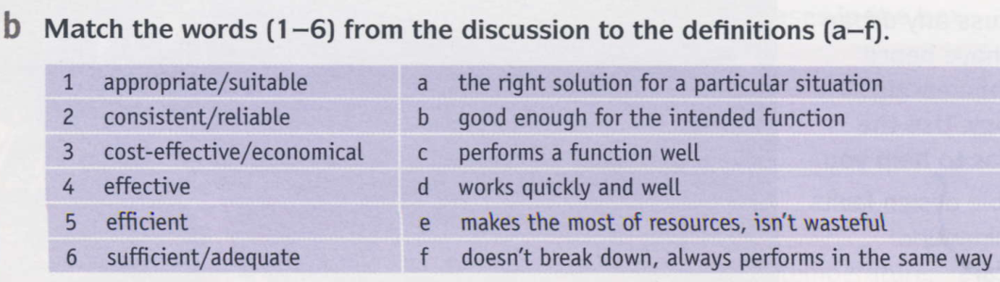 b Match the words (1–6) from the discussion to the definitions (a–f).
1 appropriate/suitable a the right solution for a particular situation
2 consistent/reliable b good enough for the intended function
3 cost-effective/economical c performs a function well
4 effective d works quickly and well
5 efficient e makes the most of resources, isn't wasteful
6 sufficient/adequate f doesn't break down, always performs in the same way